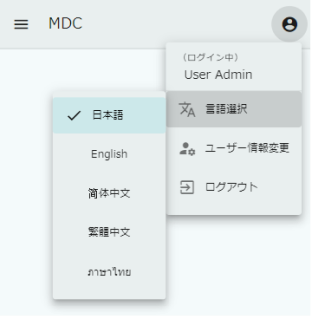 MDC
(ログイン中)
User Admin
言語選択
ユーザー情報変更
ログアウト
日本語
English
简体中文
繁體中文
ภาษาไทย